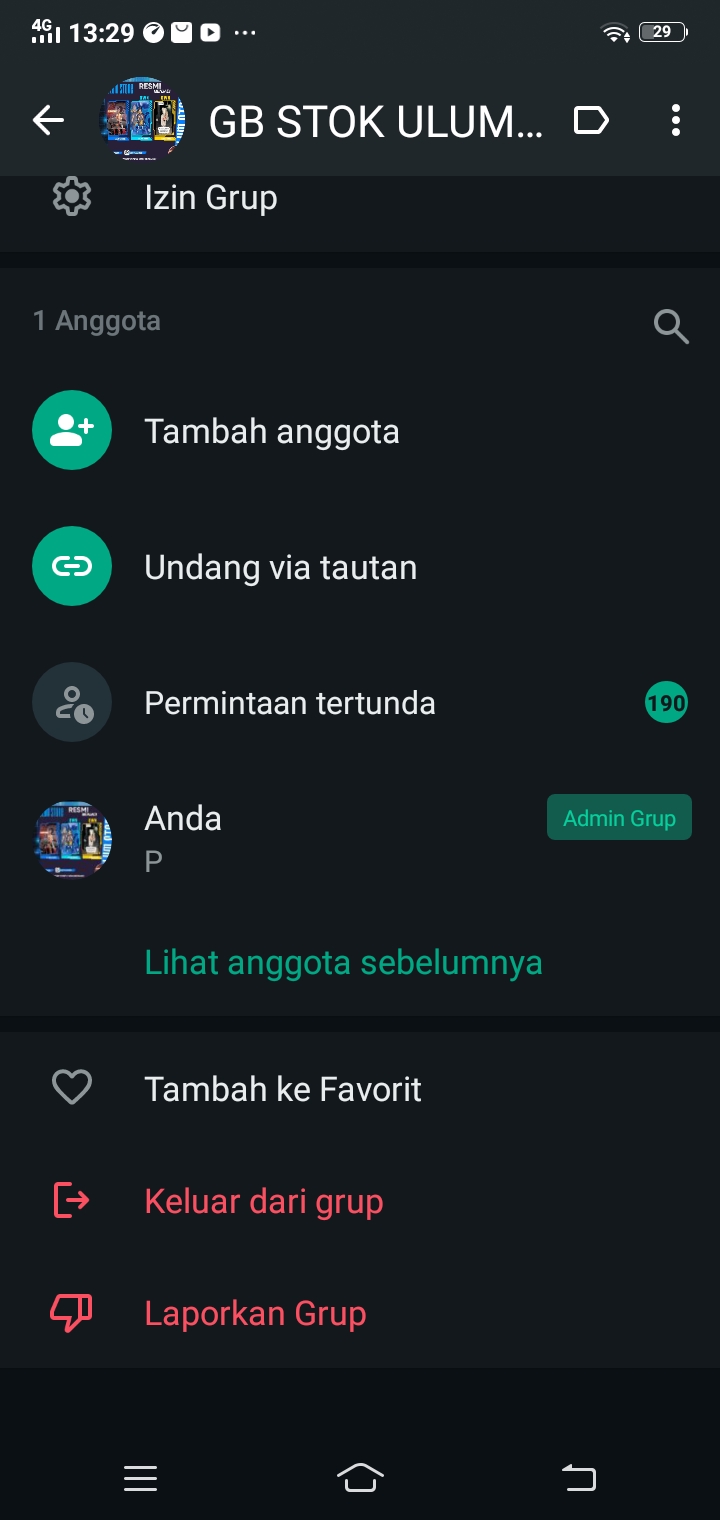 4G 13:29 29
GB STOK ULUM...
Izin Grup
1 Anggota
Tambah anggota
Undang via tautan
Permintaan tertunda 190
Anda Admin Grup
P
Lihat anggota sebelumnya
Tambah ke Favorit
Keluar dari grup
Laporkan Grup